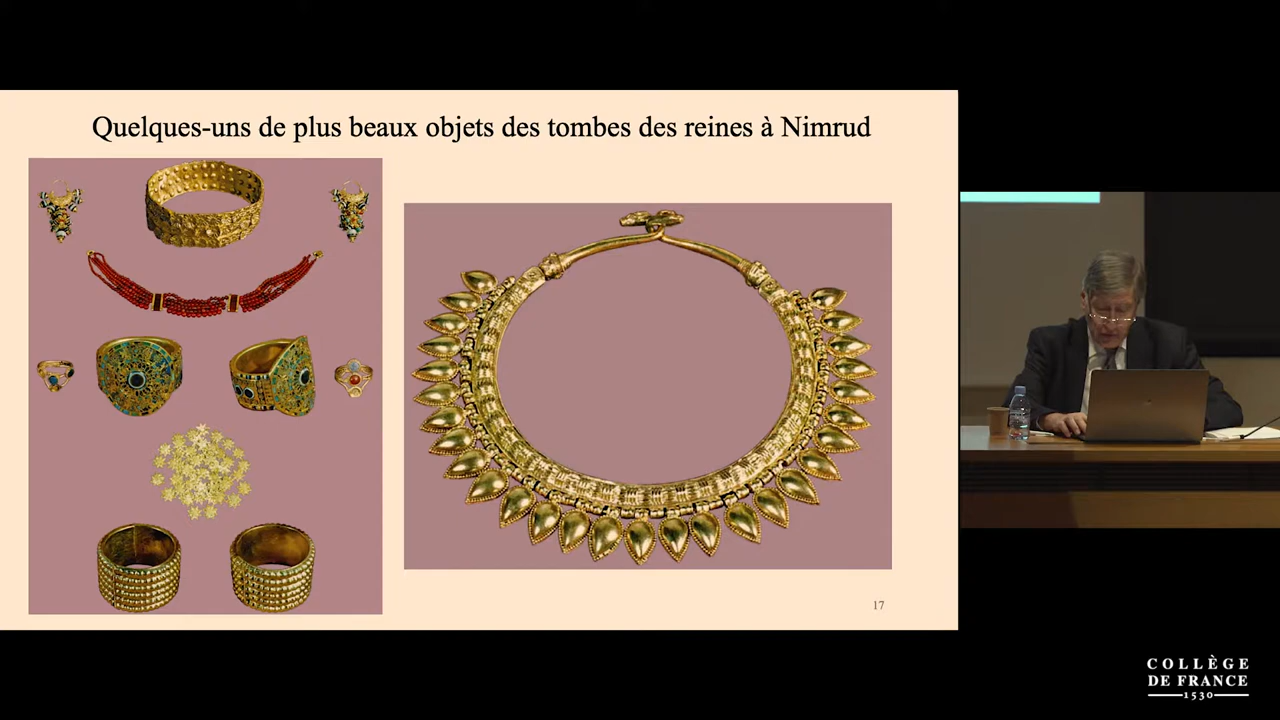 Quelques-uns de plus beaux objets des tombes des reines à Nimrud
17
COLLÈGE
DE FRANCE
1530